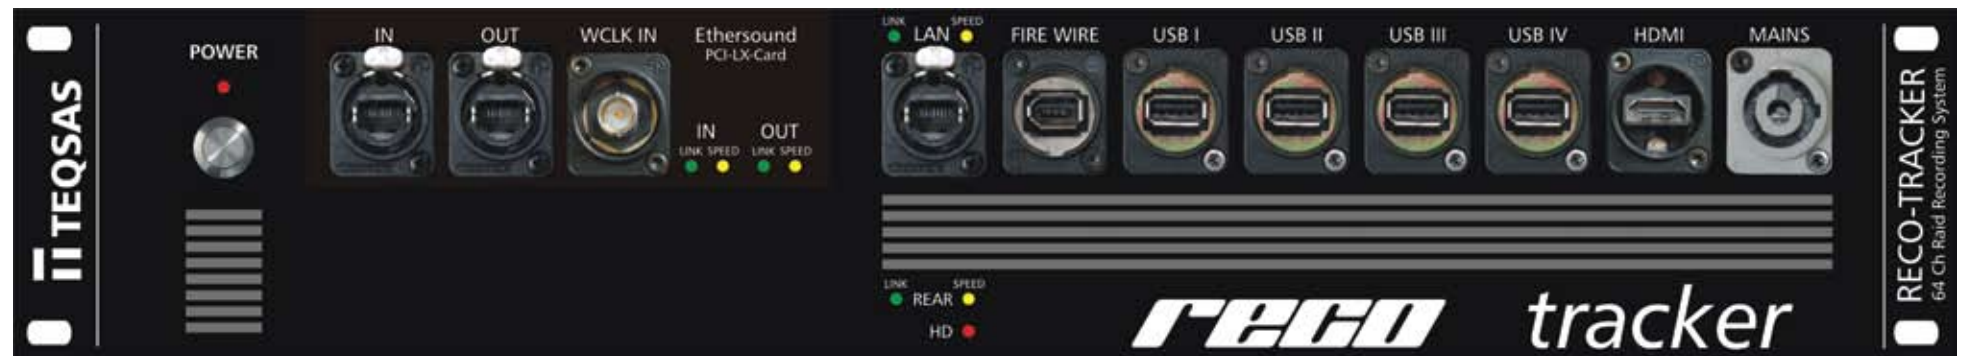 TEQSAS
POWER
IN
OUT
WCLK IN
Ethersound
PCI-LX-Card
IN
OUT
LINK SPEED
LINK SPEED
LINK
SPEED
LAN
FIRE WIRE
USB I
USB II
USB III
USB IV
HDMI
MAINS
LINK
SPEED
REAR
HD
reco tracker
RECO-TRACKER
64 Ch Raid Recording System